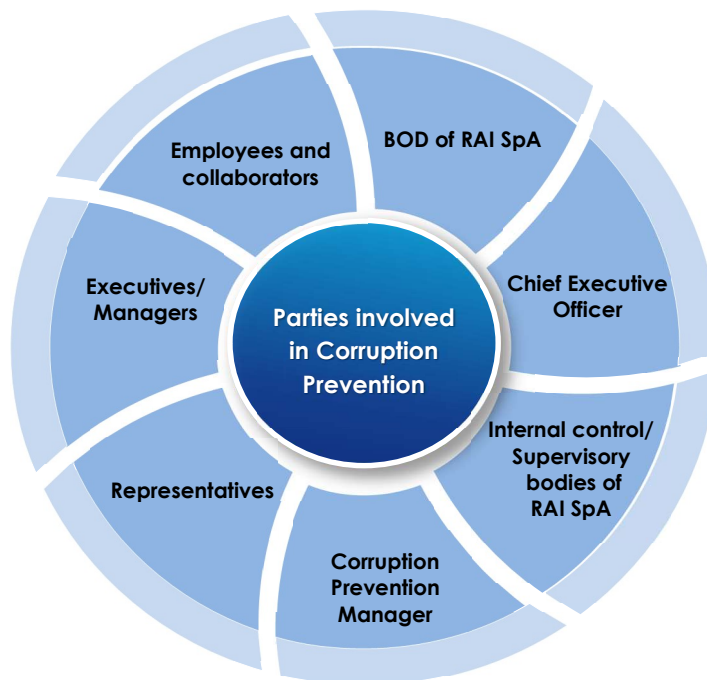 Parties involved
in Corruption
Prevention
BOD of RAI SpA
Chief Executive
Officer
Internal control/
Supervisory
bodies of
RAI SpA
Corruption
Prevention
Manager
Representatives
Executives/
Managers
Employees and
collaborators